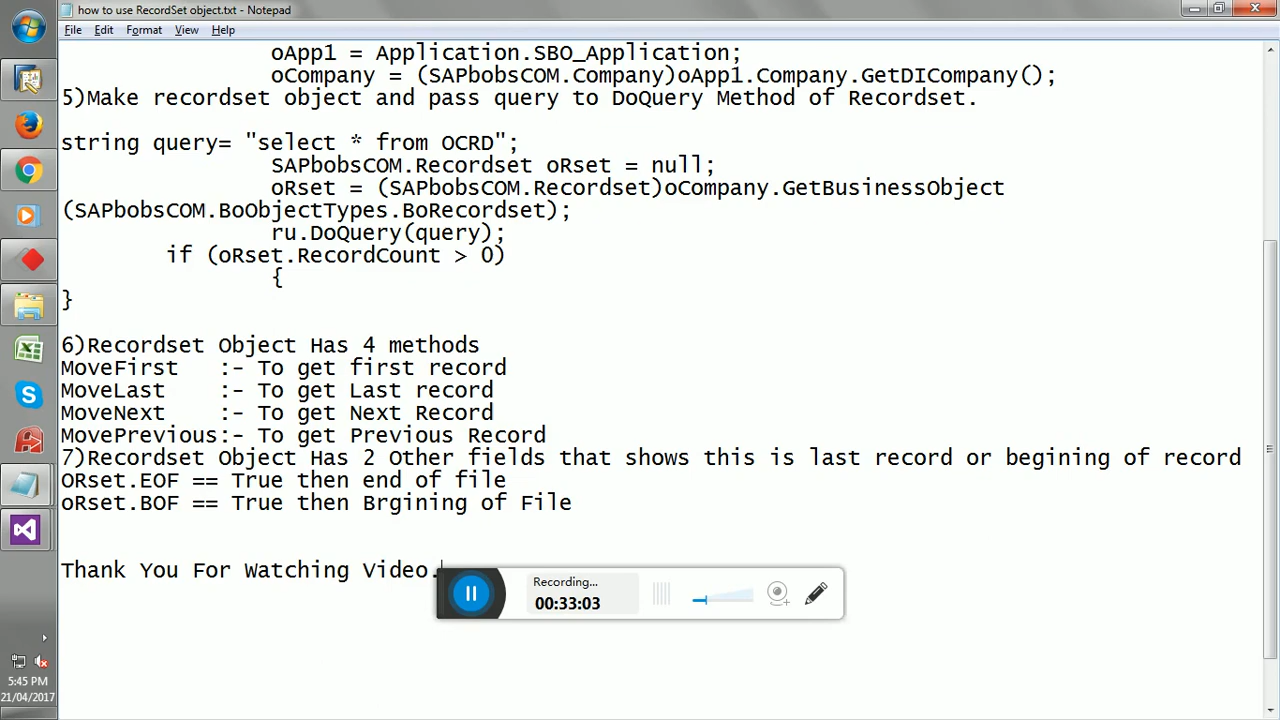 how to use RecordSet object.txt - Notepad
File Edit Format View Help
oApp1 = Application.SBO_Application;
oCompany = (SAPbobsCOM.Company)oApp1.Company.GetDICompany();
5)Make recordset object and pass query to DoQuery Method of Recordset.
string query= "select * from OCRD";
SAPbobsCOM.Recordset oRset = null;
oRset = (SAPbobsCOM.Recordset)oCompany.GetBusinessObject
(SAPbobsCOM.BoObjectTypes.BoRecordset);
ru.DoQuery(query);
if (oRset.RecordCount > 0)
{
}
6)Recordset Object Has 4 methods
MoveFirst :- To get first record
MoveLast :- To get Last record
MoveNext :- To get Next Record
MovePrevious:- To get Previous Record
7)Recordset Object Has 2 Other fields that shows this is last record or begining of record
ORset.EOF == True then end of file
oRset.BOF == True then Brgining of File
Thank You For Watching Video.
Recording...
00:33:03
5:45 PM
21/04/2017